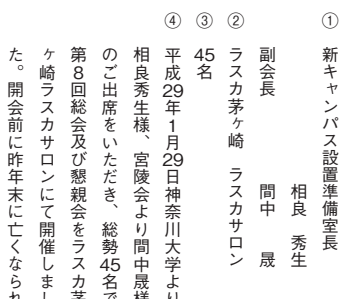 ① 新キャンパス設置準備室長
相良 秀生
副会長 間中 晟
② ラスカ茅ケ崎 ラスカサロン
③ 45名
④ 平成29年1月29日神奈川大学より
相良秀生様、宮陵会より間中晟様
のご出席をいただき、総勢45名で
第8回総会及び懇親会をラスカ茅
ヶ崎ラスカサロンにて開催しまし
た。開会前に昨年末に亡くなられ